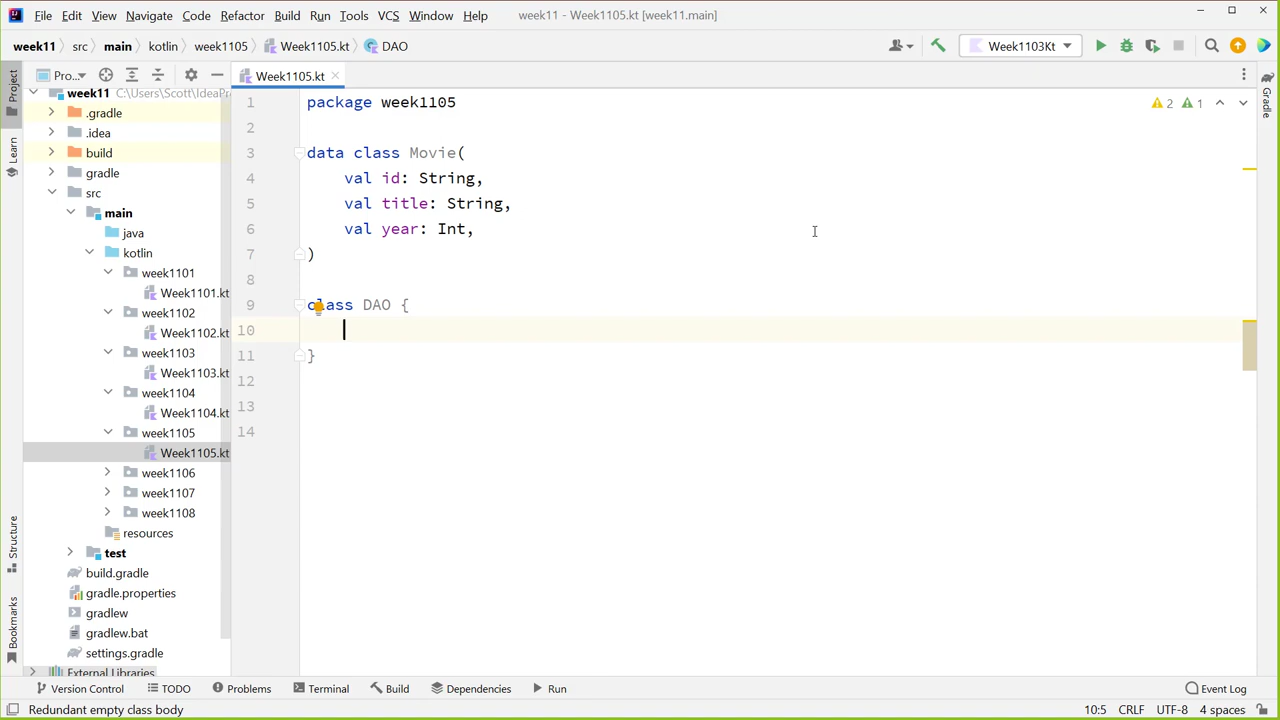 File Edit View Navigate Code Refactor Build Run Tools VCS Window Help week11 - Week1105.kt [week11.main]
week11 src main kotlin week1105 Week1105.kt DAO Week1103Kt
Project
Pro... Week1105.kt
Learn
Structure
Bookmarks
week11 C:\Users\Scott\IdeaPr
.gradle
.idea
build
gradle
src
main
java
kotlin
week1101
Week1101.kt
week1102
Week1102.kt
week1103
Week1103.kt
week1104
Week1104.kt
week1105
Week1105.kt
week1106
week1107
week1108
resources
test
build.gradle
gradle.properties
gradlew
gradlew.bat
settings.gradle
External Libraries
1 package week1105
2
3 data class Movie(
4 val id: String,
5 val title: String,
6 val year: Int,
7 )
8
9 class DAO {
10
11 }
12
13
14
2 1
Gradle
Version Control TODO Problems Terminal Build Dependencies Run Event Log
Redundant empty class body 10:5 CRLF UTF-8 4 spaces